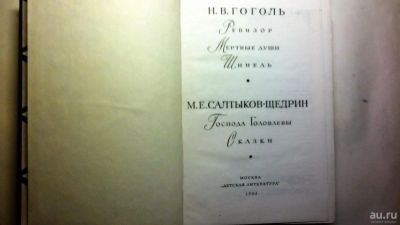 Н.В.ГОГОЛЬ
Ревизор
Мертвые души
Шинель
М.Е.САЛТЫКОВ-ЩЕДРИН
Господа Головлевы
Сказки
МОСКВА
"ДЕТСКАЯ ЛИТЕРАТУРА"
au.ru